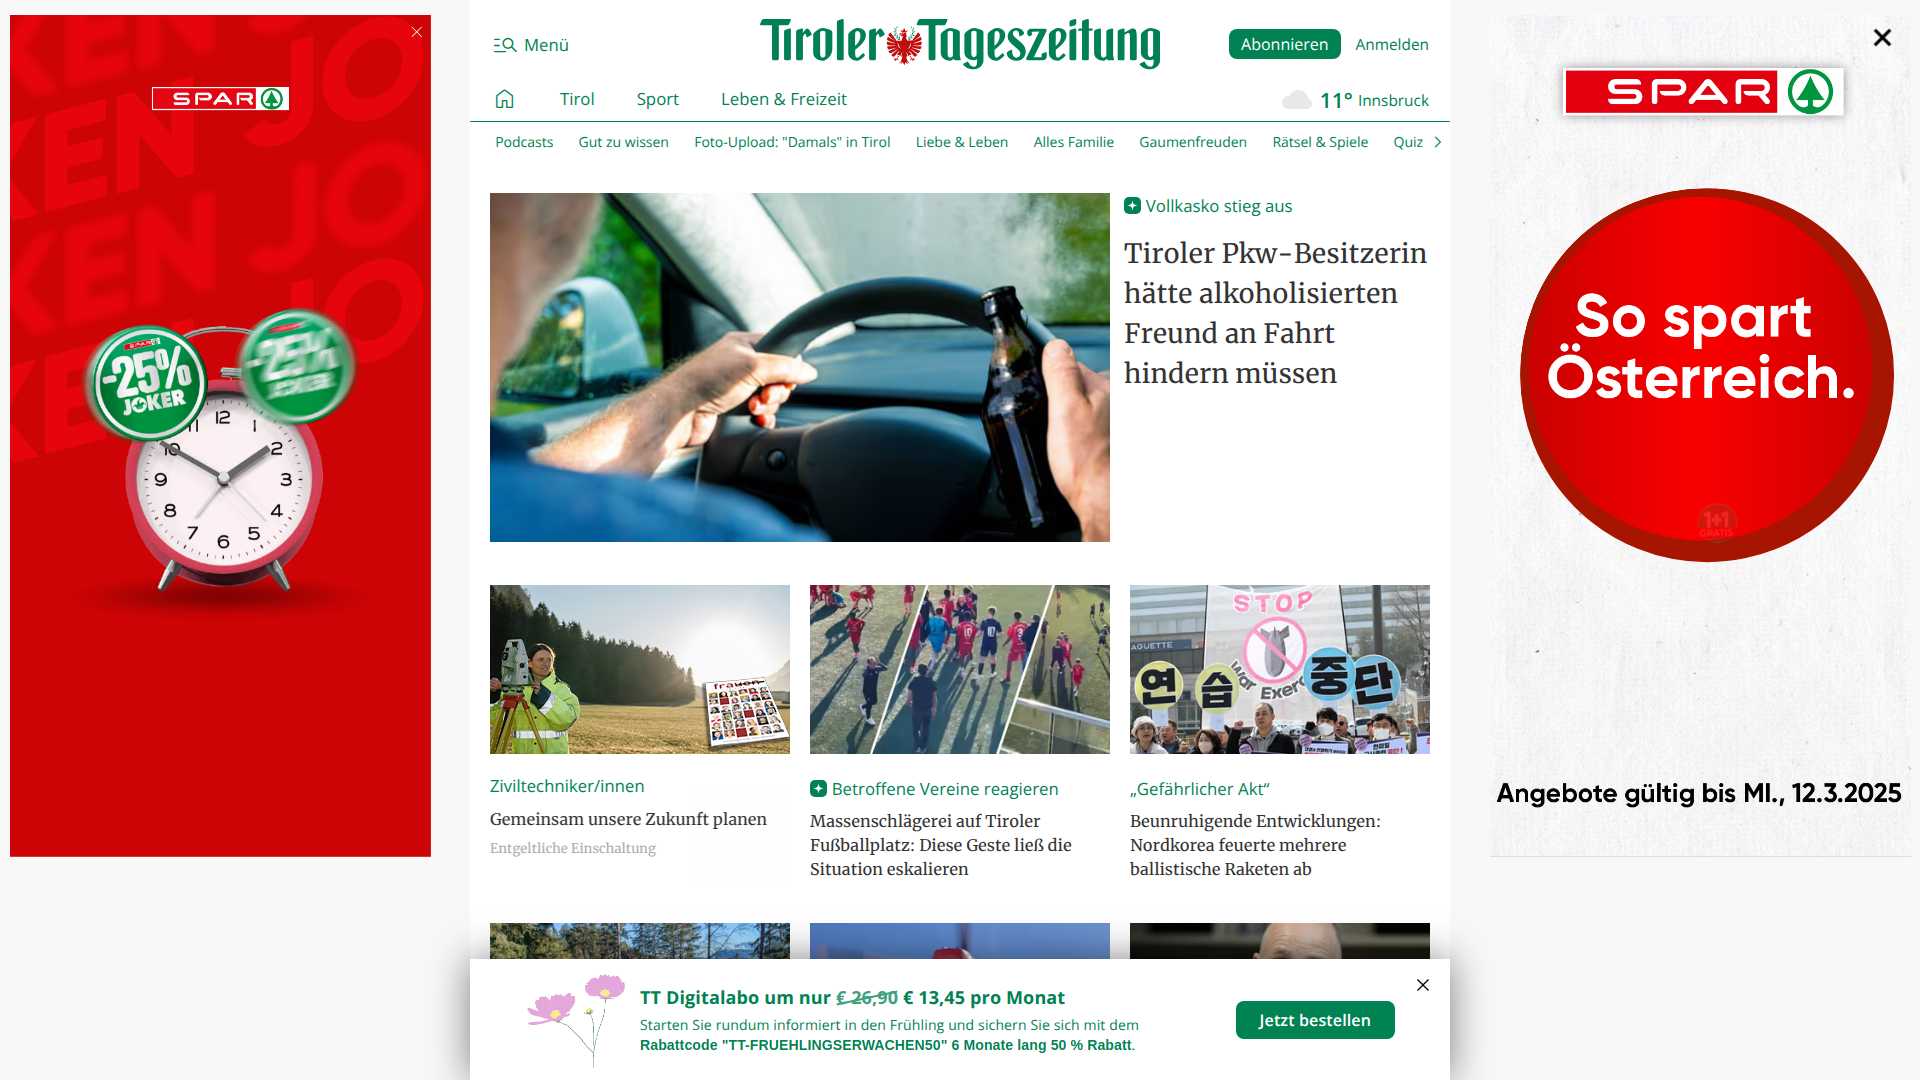 Menü
Tiroler Tageszeitung
Abonnieren
Anmelden
Tirol
Sport
Leben & Freizeit
11° Innsbruck
Podcasts
Gut zu wissen
Foto-Upload: "Damals" in Tirol
Liebe & Leben
Alles Familie
Gaumenfreuden
Rätsel & Spiele
Quiz
SPAR
-25%
JOKER
-25%
JOKER
12
1
2
3
4
5
6
7
8
9
10
11
Vollkasko stieg aus
Tiroler Pkw-Besitzerin
hätte alkoholisierten
Freund an Fahrt
hindern müssen
SPAR
So spart
Österreich.
1+1
GRATIS
Angebote gültig bis MI., 12.3.2025
frauen
STOP
War Exerc
연습중단
Ziviltechniker/innen
Gemeinsam unsere Zukunft planen
Entgeltliche Einschaltung
Betroffene Vereine reagieren
Massenschlägerei auf Tiroler
Fußballplatz: Diese Geste ließ die
Situation eskalieren
„Gefährlicher Akt“
Beunruhigende Entwicklungen:
Nordkorea feuerte mehrere
ballistische Raketen ab
TT Digitalabo um nur € 26,90 € 13,45 pro Monat
Starten Sie rundum informiert in den Frühling und sichern Sie sich mit dem
Rabattcode "TT-FRUEHLINGSERWACHEN50" 6 Monate lang 50 % Rabatt.
Jetzt bestellen